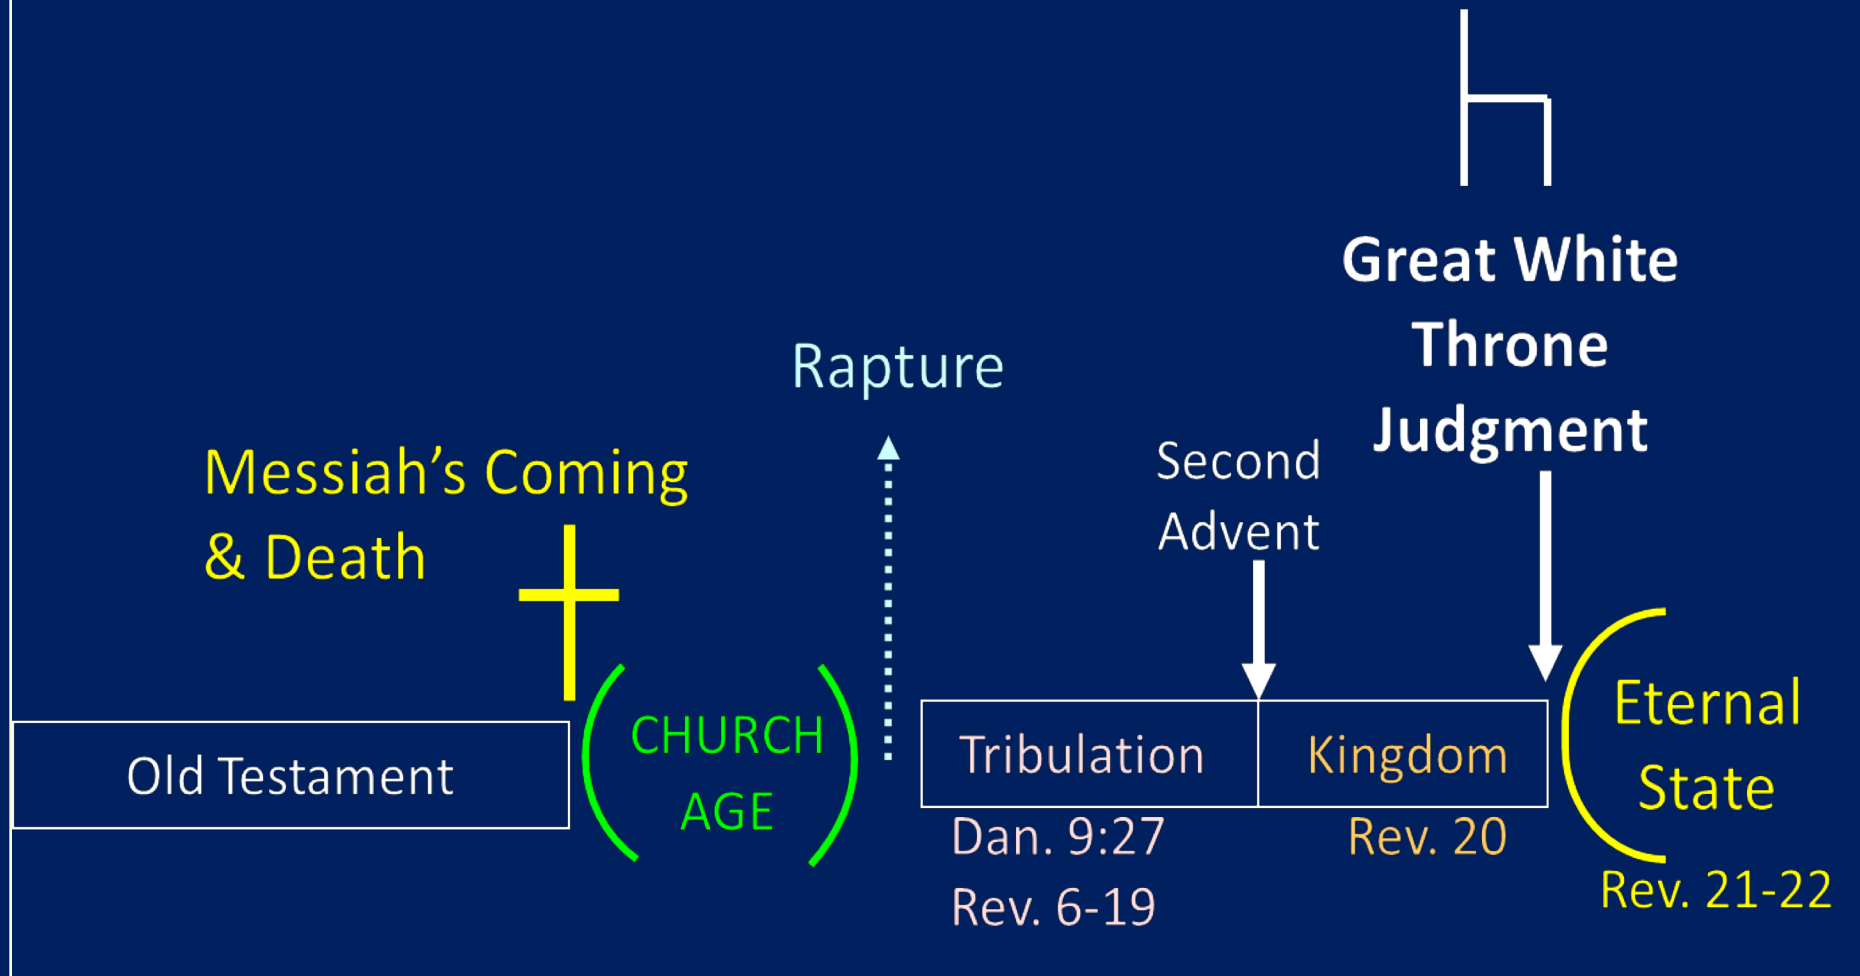 Great White
Throne
Judgment
Rapture
Second
Advent
Messiah’s Coming
& Death
Old Testament
CHURCH
AGE
Tribulation
Dan. 9:27
Rev. 6-19
Kingdom
Rev. 20
Eternal
State
Rev. 21-22